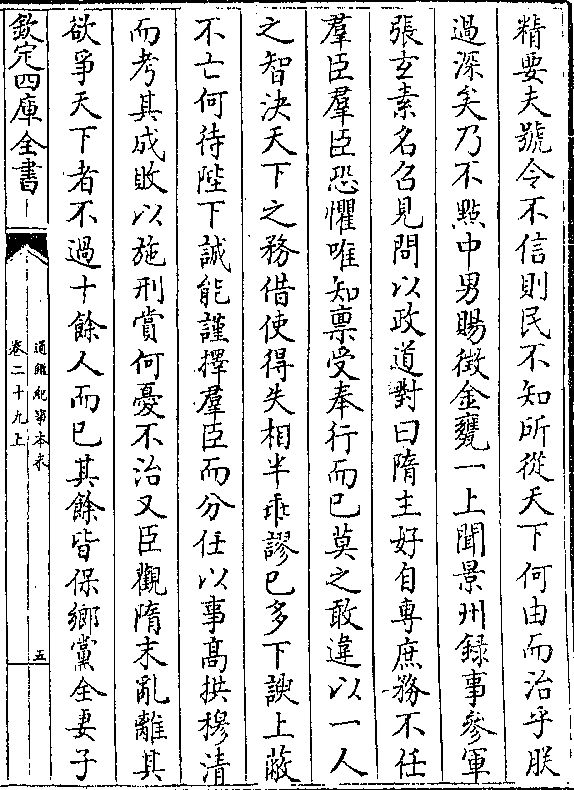 精要夫號令不信則民不知所從天下何由而治乎朕
過深矣乃不㸃中男賜徵金甕一上聞景州録事參軍
張𤣥素名召見問以政道對曰隋主好自專庶務不任
羣臣羣臣恐懼唯知禀受奉行而已莫之敢違以一人
之智決天下之務借使得失相半乖謬已多下諛上蔽
不亡何待陛下誠能謹擇羣臣而分任以事髙拱穆清
而考其成敗以施刑賞何憂不治又臣觀隋末亂離其
欲爭天下者不過十餘人而已其餘皆保鄉黨全妻子
欽定四庫全書
通鑑紀事本末
卷二十九上
五